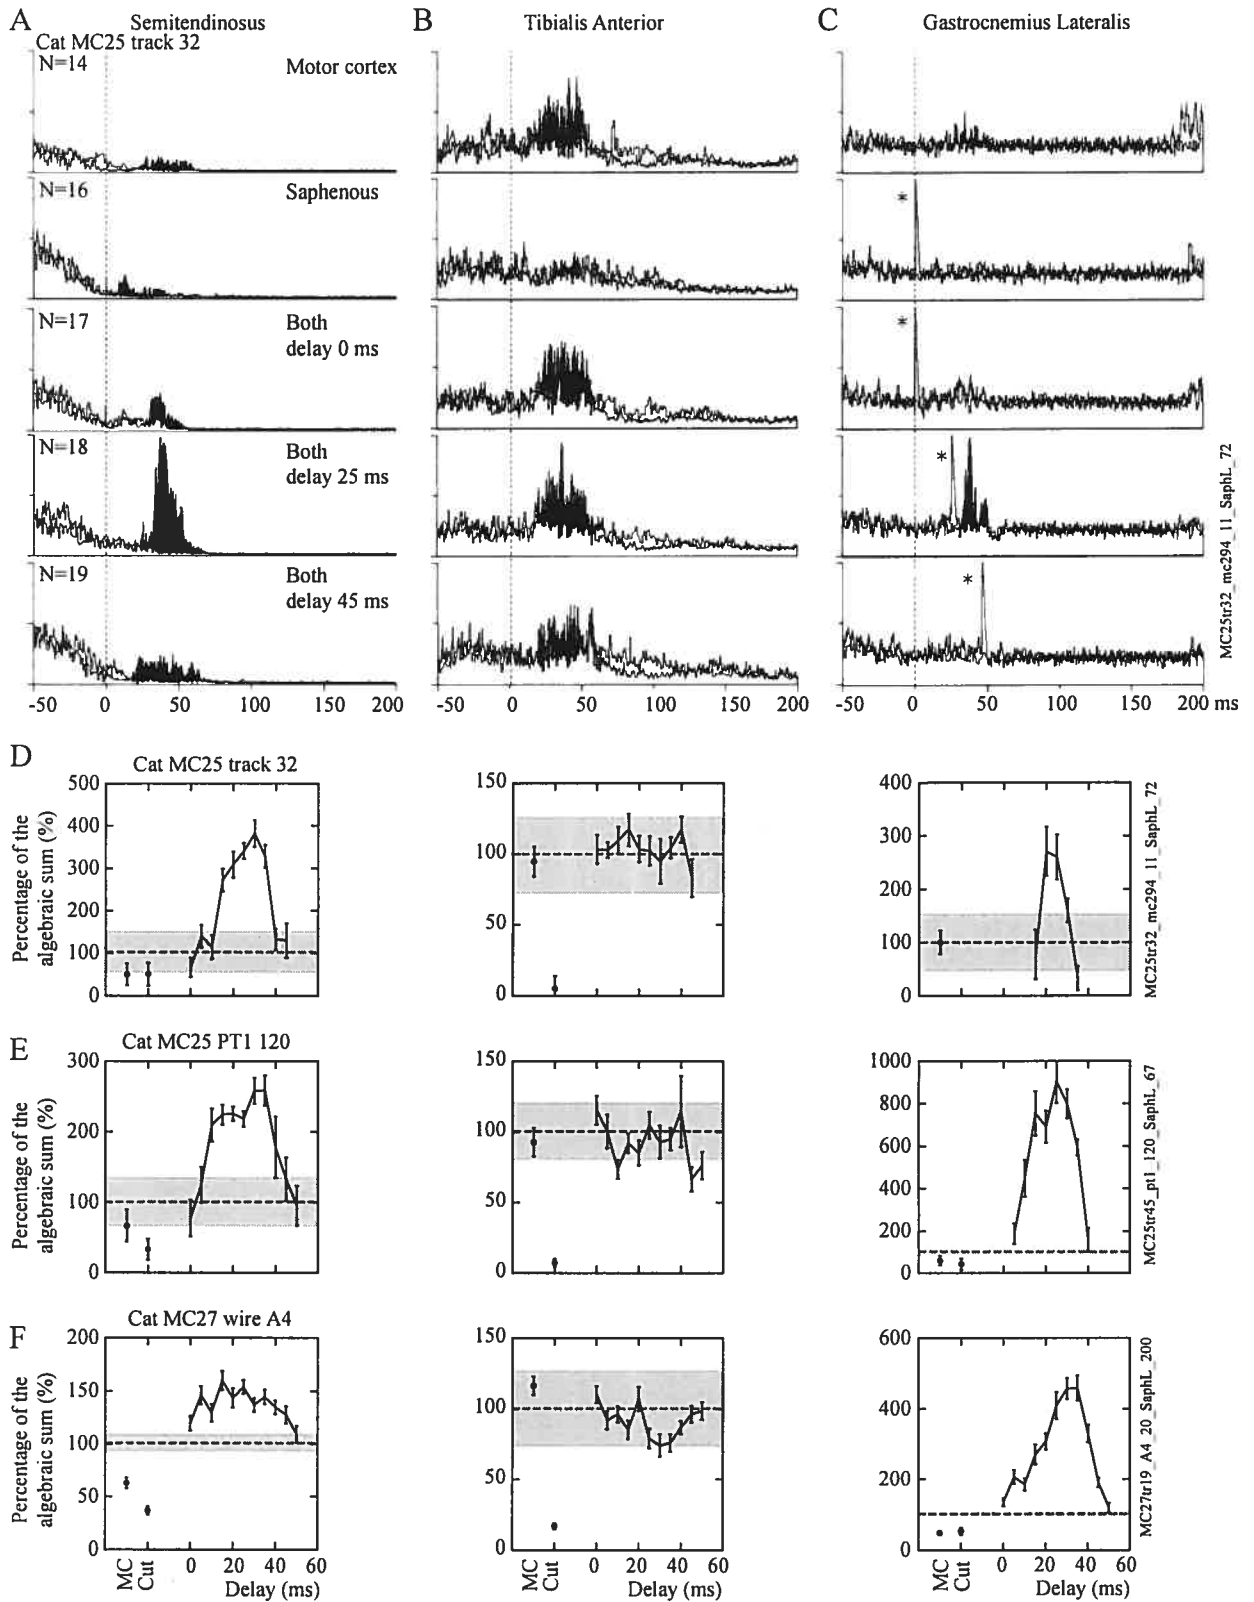 A Semitendinosus B Tibialis Anterior C Gastrocnemius Lateralis
Cat MC25 track 32
N=14 Motor cortex
N=16 Saphenous
*
N=17 Both
delay 0 ms
*
N=18 Both
delay 25 ms
*
N=19 Both
delay 45 ms
*
-50 0 50 100 150 200 -50 0 50 100 150 200 -50 0 50 100 150 200 ms
MC25tr32_mc294_11_SaphL_72
D Cat MC25 track 32
Percentage of the
algebraic sum (%)
500
400
300
200
100
0
150
100
50
0
400
300
200
100
0
MC25tr32_mc294_11_SaphL_72
E Cat MC25 PT1 120
Percentage of the
algebraic sum (%)
300
200
100
0
150
100
50
0
1000
800
600
400
200
0
MC25tr45_pt1_120_SaphL_67
F Cat MC27 wire A4
Percentage of the
algebraic sum (%)
200
150
100
50
0
150
100
50
0
600
400
200
0
MC27tr19_A4_20_SaphL_200
MC Cut 0 20 40 60 MC Cut 0 20 40 60 MC Cut 0 20 40 60
Delay (ms) Delay (ms) Delay (ms)